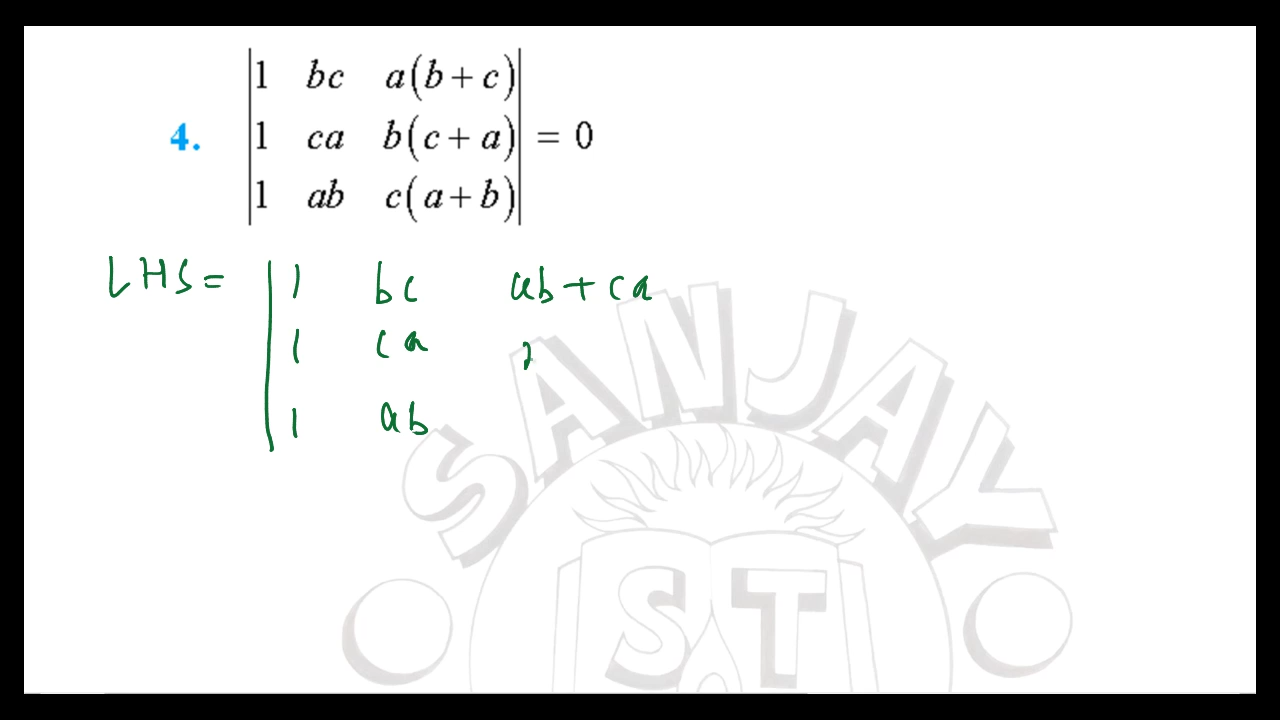 |1 bc a(b+c)|
4. |1 ca b(c+a)| = 0
|1 ab c(a+b)|
LHS = | 1 bc ab+ca
1 ca
1 ab
SANJAY
ST